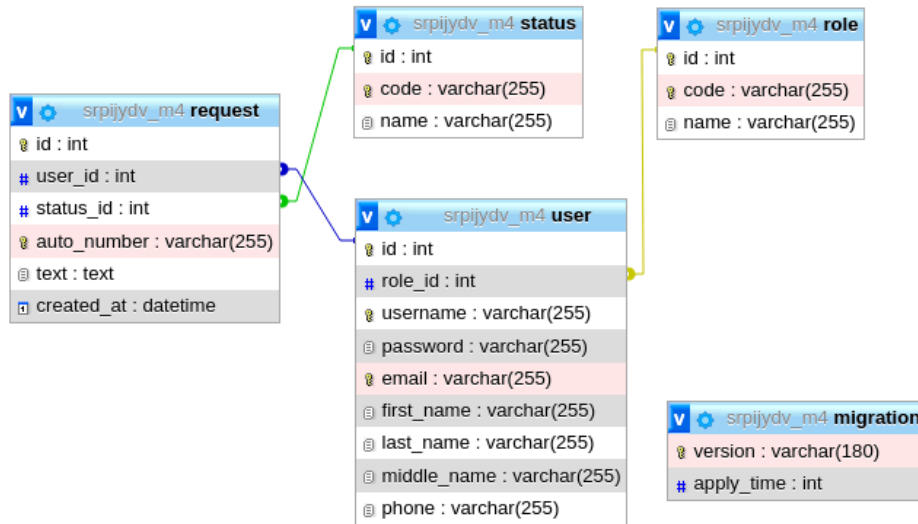 v srpijydv_m4 status
id : int
code : varchar(255)
name : varchar(255)
v srpijydv_m4 role
id : int
code : varchar(255)
name : varchar(255)
v srpijydv_m4 request
id : int
# user_id : int
# status_id : int
auto_number : varchar(255)
text : text
created_at : datetime
v srpijydv_m4 user
id : int
# role_id : int
username : varchar(255)
password : varchar(255)
email : varchar(255)
first_name : varchar(255)
last_name : varchar(255)
middle_name : varchar(255)
phone : varchar(255)
v srpijydv_m4 migration
version : varchar(180)
# apply_time : int